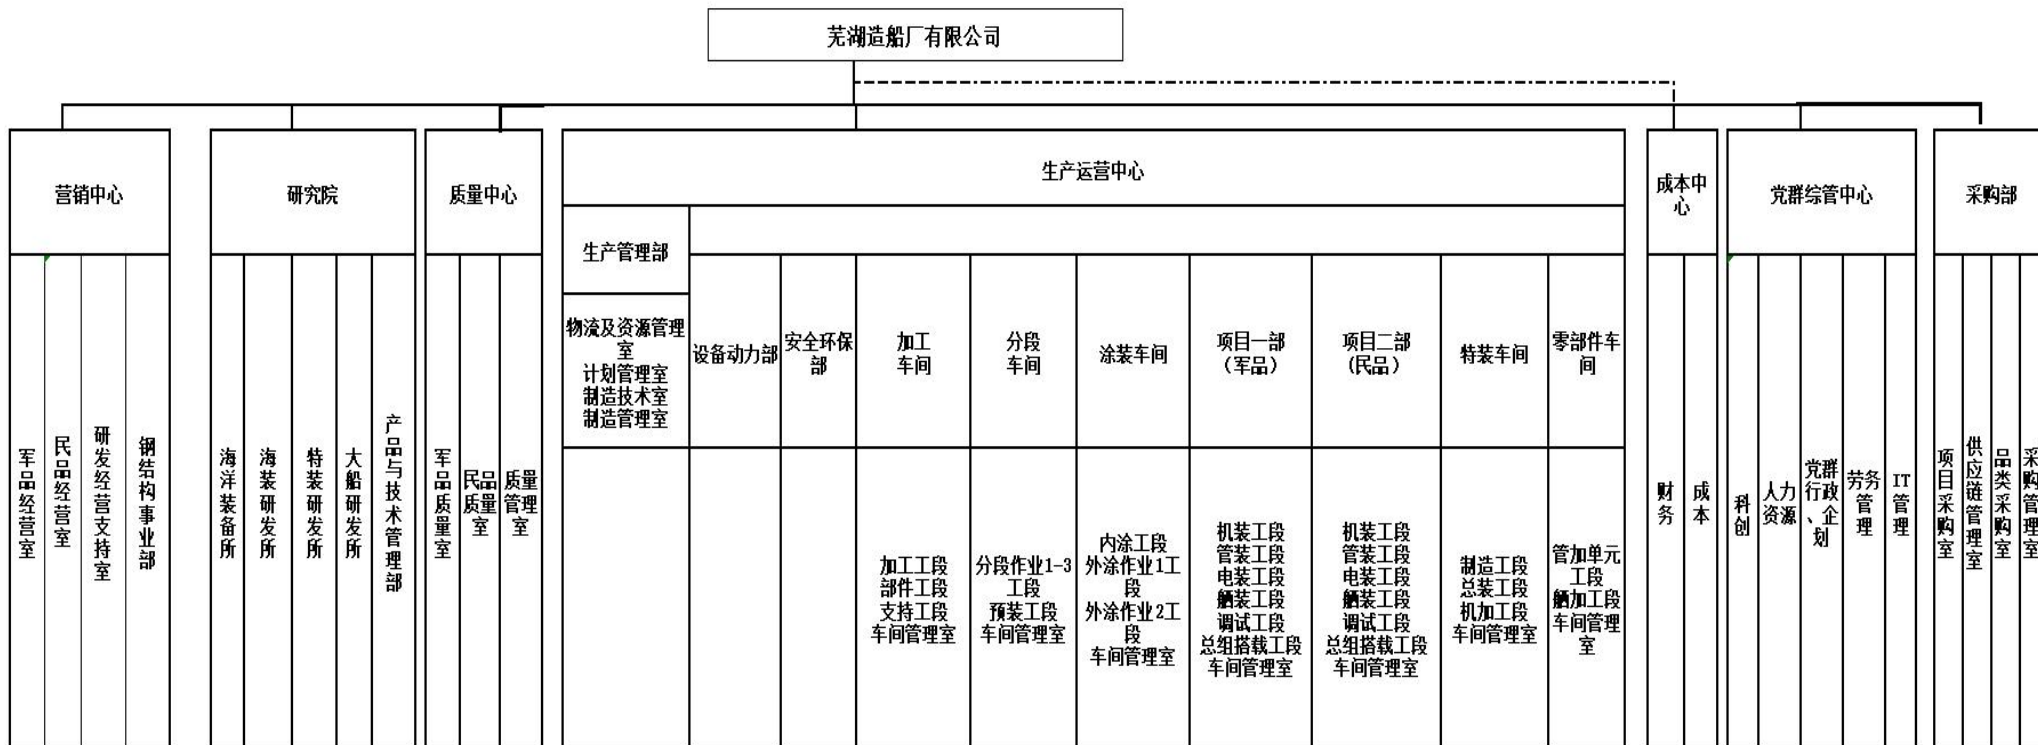 芜湖造船厂有限公司
营销中心
研究院
质量中心
生产运营中心
成本中
心
党群综管中心
采购部
生产管理部
物流及资源管理
室
计划管理室
制造技术室
制造管理室
设备动力部
安全环保
部
加工
车间
分段
车间
涂装车间
项目一部
（军品）
项目二部
(民品）
特装车间
零部件车
间
军品经营室
民品经营室
研发经营支持室
钢结构事业部
海洋装备所
海装研发所
特装研发所
大船研发所
产品与技术管理部
军品质量室
民品
质量
室
质量
管理
室
加工工段
部件工段
支持工段
车间管理室
分段作业1-3
工段
预装工段
车间管理室
内涂工段
外涂作业1工
段
外涂作业2工
段
车间管理室
机装工段
管装工段
电装工段
舾装工段
调试工段
总组搭载工段
车间管理室
机装工段
管装工段
电装工段
舾装工段
调试工段
总组搭载工段
车间管理室
制造工段
总装工段
机加工段
车间管理室
管加单元
工段
舾加工段
车间管理
室
财务
成本
科创
人力
资源
党群
行政
、企
划
劳务
管理
IT
管理
项目采购室
供应链管理室
品类采购室
采购管理室